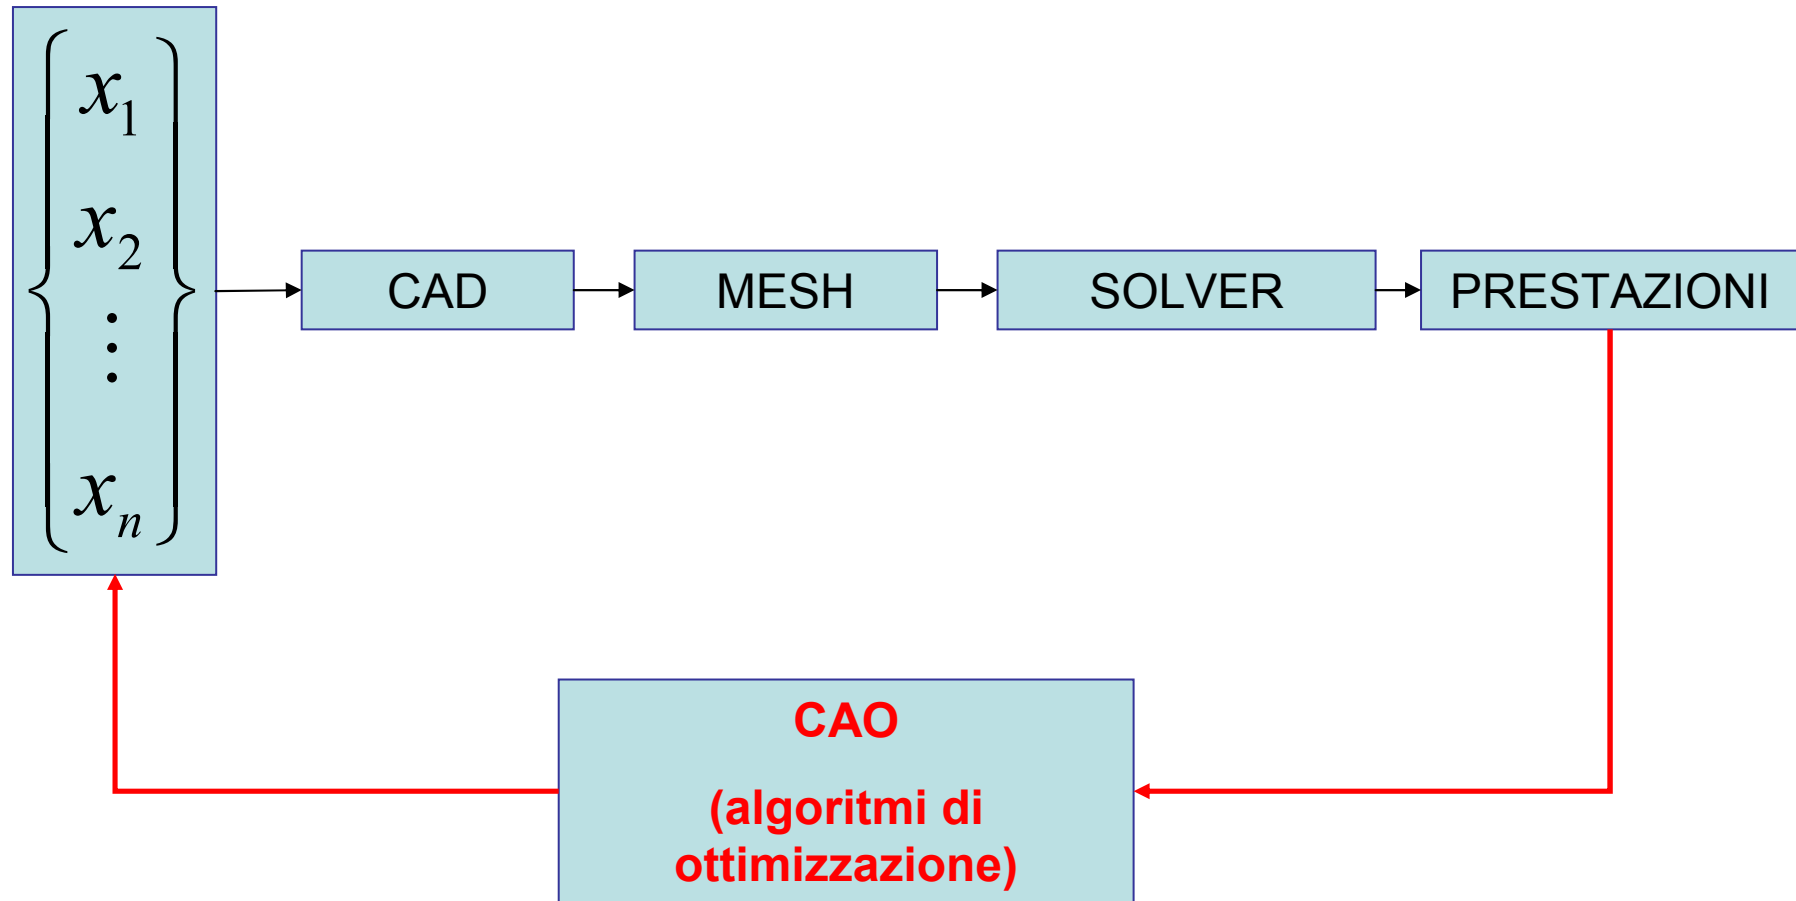 x₁
x₂
⋮
xₙ
CAD
MESH
SOLVER
PRESTAZIONI
CAO
(algoritmi di
ottimizzazione)